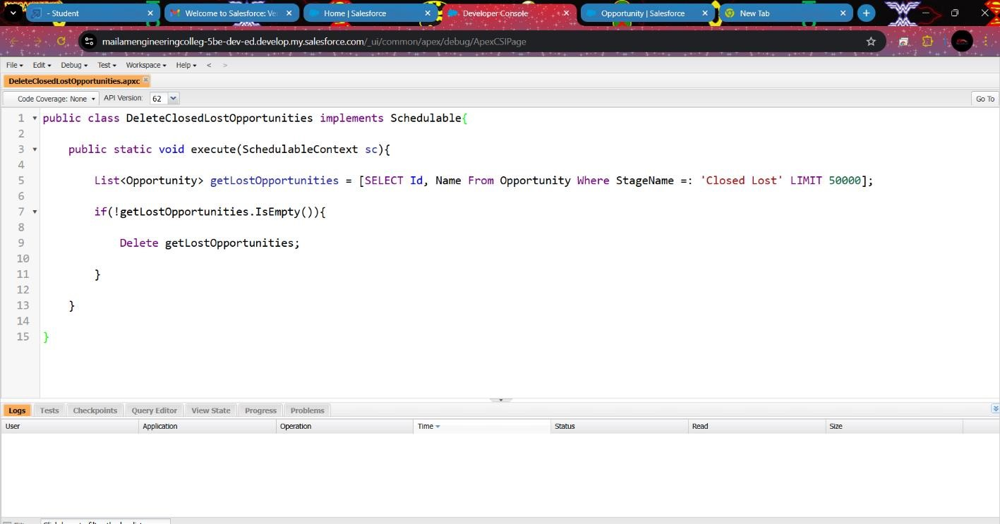 - Student
Welcome to Salesforce: Ver
Home | Salesforce
Developer Console
Opportunity | Salesforce
New Tab
mailamengineeringcolleg-5be-dev-ed.develop.my.salesforce.com/_ui/common/apex/debug/ApexCSIPage
File Edit Debug Test Workspace Help < >
DeleteClosedLostOpportunities.apxc
Code Coverage: None API Version: 62 Go To
1 public class DeleteClosedLostOpportunities implements Schedulable{
2
3 public static void execute(SchedulableContext sc){
4
5 List<Opportunity> getLostOpportunities = [SELECT Id, Name From Opportunity Where StageName =: 'Closed Lost' LIMIT 50000];
6
7 if(!getLostOpportunities.IsEmpty()){
8
9 Delete getLostOpportunities;
10
11 }
12
13 }
14
15 }
Logs Tests Checkpoints Query Editor View State Progress Problems
User Application Operation Time Status Read Size